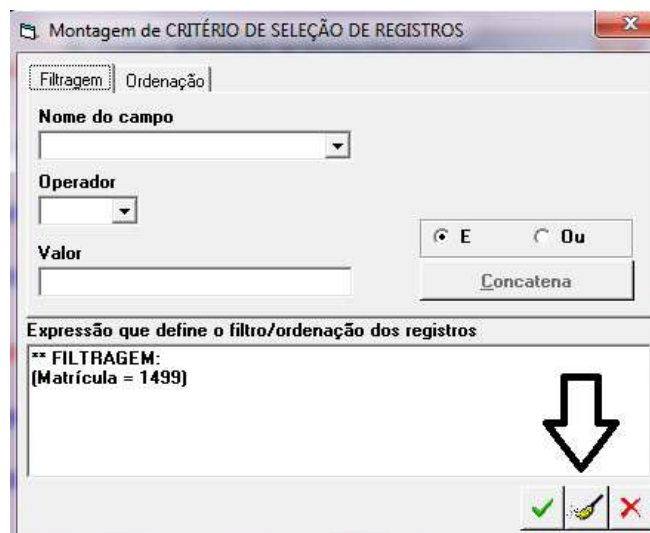 Montagem de CRITÉRIO DE SELEÇÃO DE REGISTROS
Filtragem Ordenação
Nome do campo
Operador
E Ou
Valor
Concatena
Expressão que define o filtro/ordenação dos registros
** FILTRAGEM:
(Matrícula = 1499)